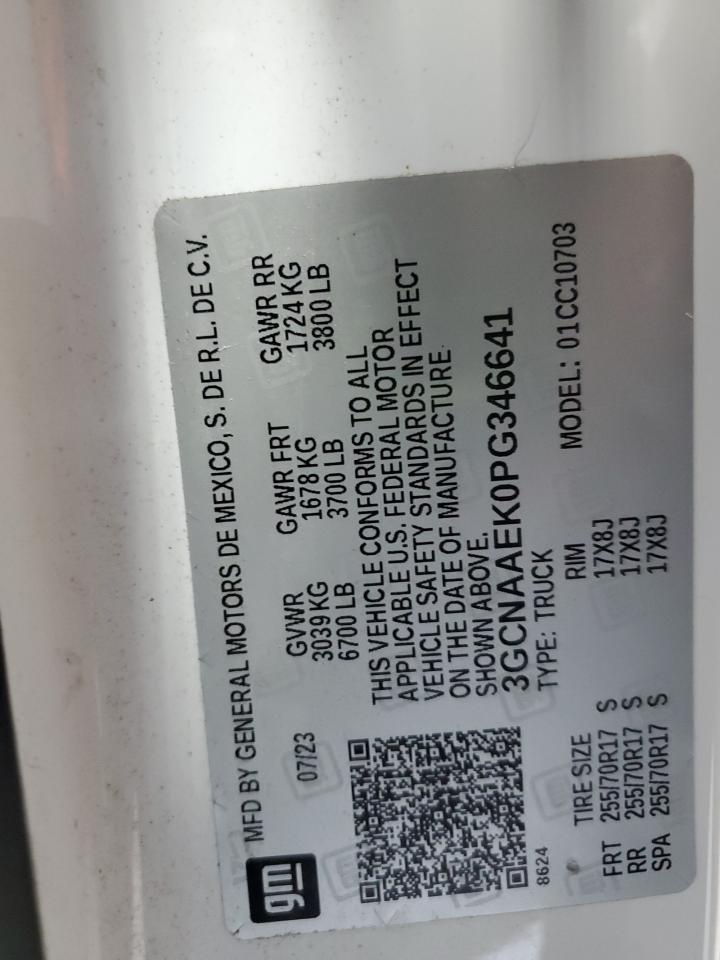 gm
MFD BY GENERAL MOTORS DE MEXICO, S. DE R.L. DE C.V.
07/23
GVWR GAWR FRT GAWR RR
3039 KG 1678 KG 1724 KG
6700 LB 3700 LB 3800 LB
THIS VEHICLE CONFORMS TO ALL
APPLICABLE U.S. FEDERAL MOTOR
VEHICLE SAFETY STANDARDS IN EFFECT
ON THE DATE OF MANUFACTURE
SHOWN ABOVE.
3GCNAAEK0PG346641
8624
TYPE: TRUCK MODEL: 01CC10703
TIRE SIZE RIM
FRT 255/70R17 S 17X8J
RR 255/70R17 S 17X8J
SPA 255/70R17 S 17X8J